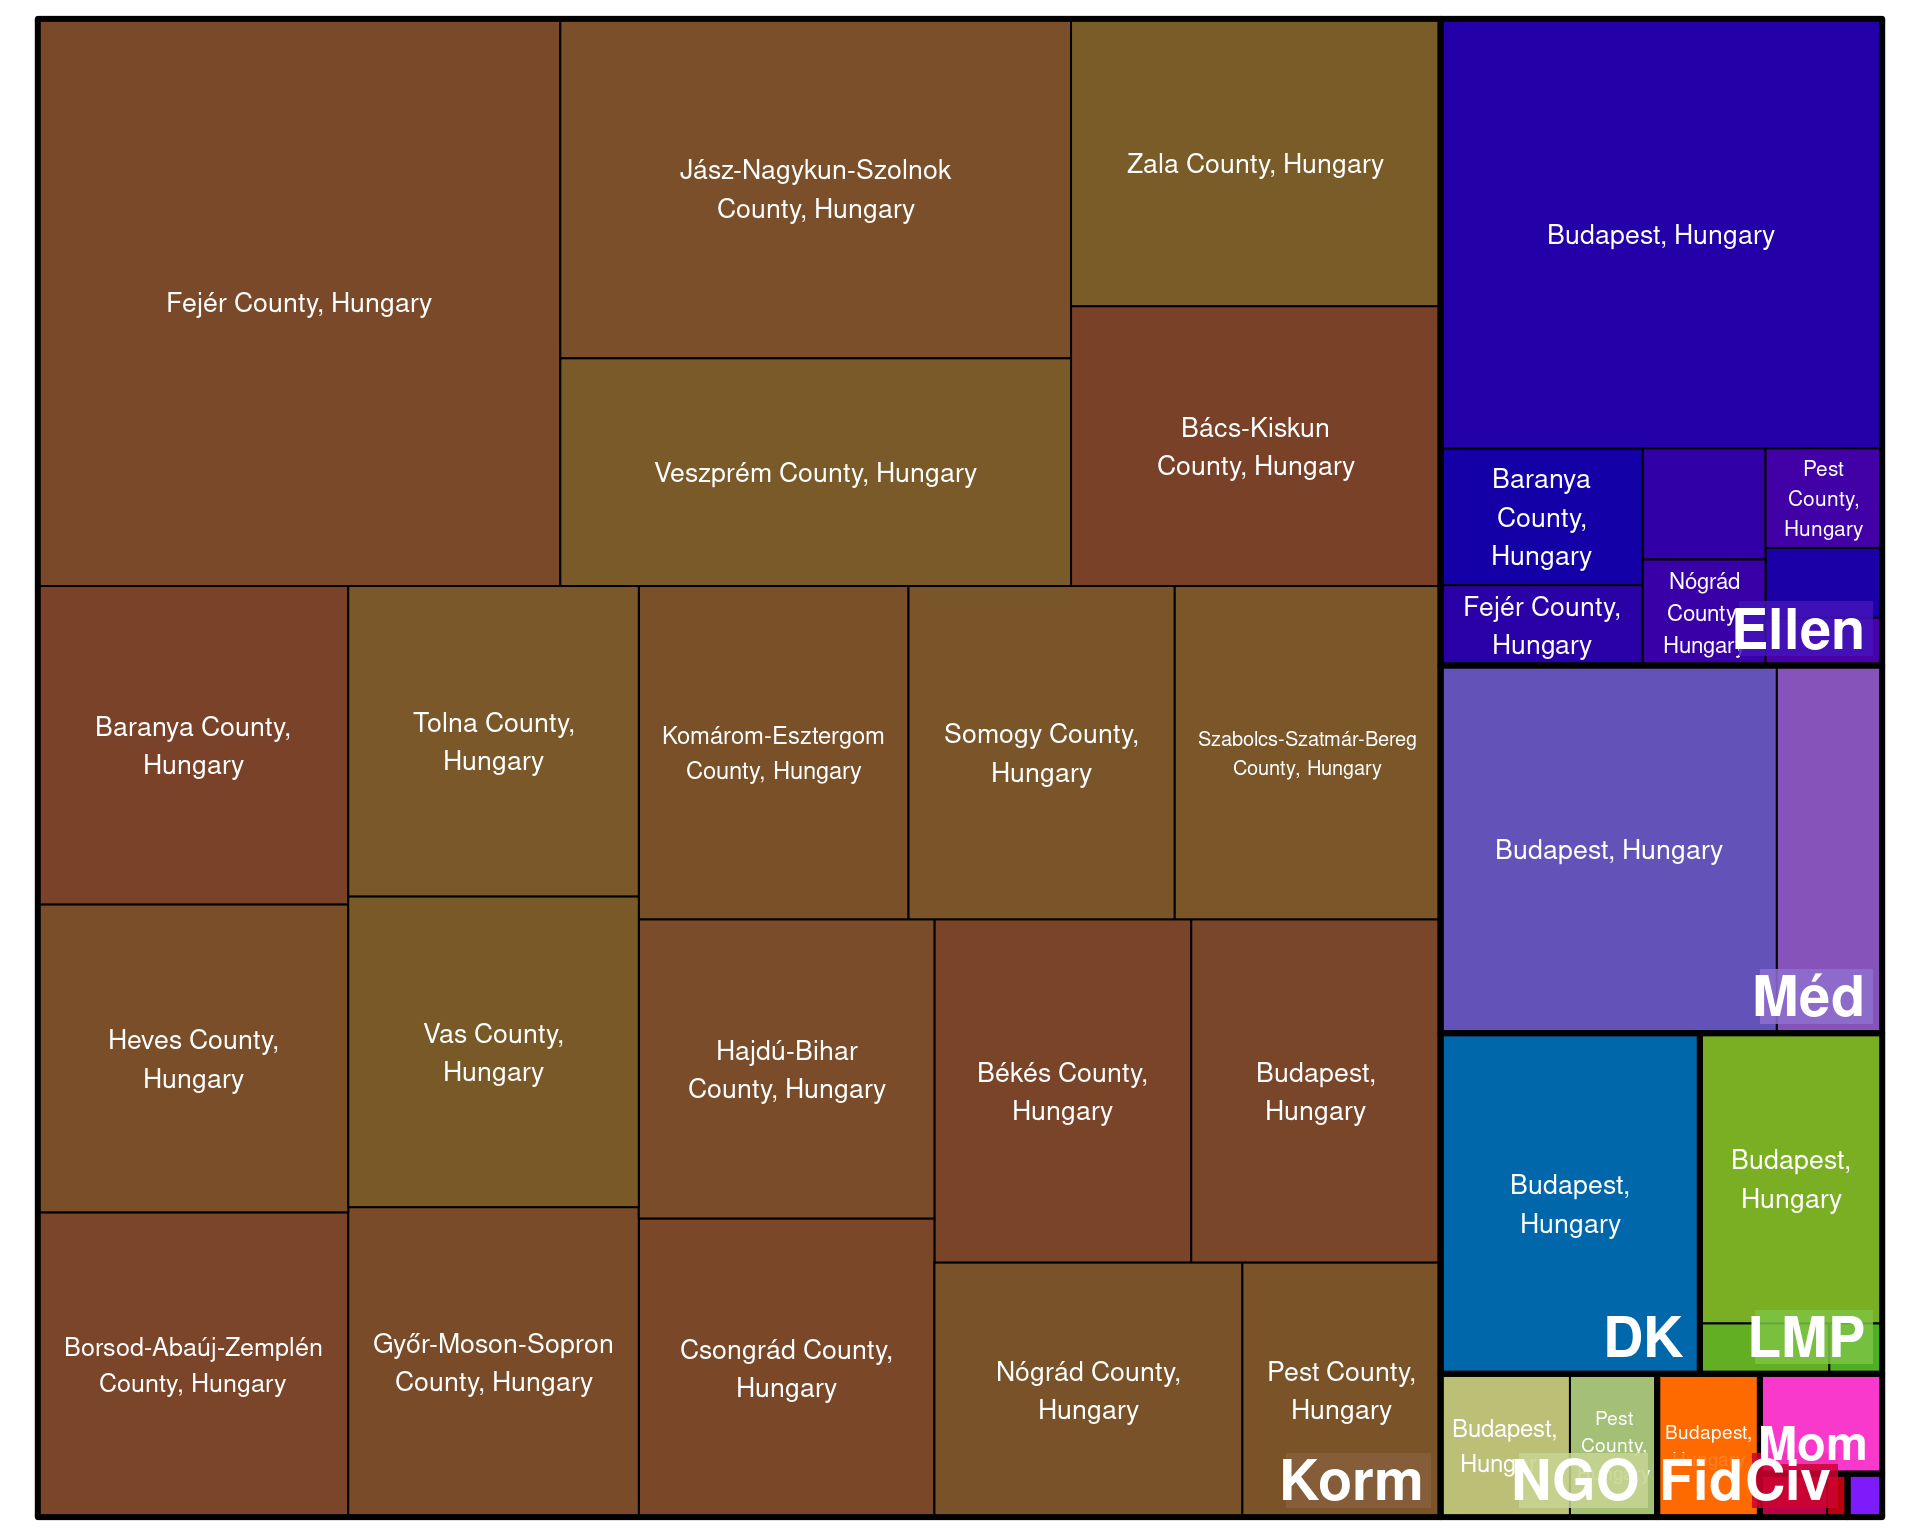 Fejér County, Hungary
Jász-Nagykun-Szolnok
County, Hungary
Veszprém County, Hungary
Zala County, Hungary
Bács-Kiskun
County, Hungary
Baranya County,
Hungary
Tolna County,
Hungary
Komárom-Esztergom
County, Hungary
Somogy County,
Hungary
Szabolcs-Szatmár-Bereg
County, Hungary
Heves County,
Hungary
Vas County,
Hungary
Hajdú-Bihar
County, Hungary
Békés County,
Hungary
Budapest,
Hungary
Borsod-Abaúj-Zemplén
County, Hungary
Győr-Moson-Sopron
County, Hungary
Csongrád County,
Hungary
Nógrád County,
Hungary
Pest County,
Hungary
Korm
Budapest, Hungary
Baranya
County,
Hungary
Pest
County,
Hungary
Fejér County,
Hungary
Nógrád
County,
Hungary
Ellen
Budapest, Hungary
Méd
Budapest,
Hungary
DK
Budapest,
Hungary
LMP
Budapest,
Hungary
Pest
County,
NGO
Budapest,
Hungary
Fid
Mom
Civ